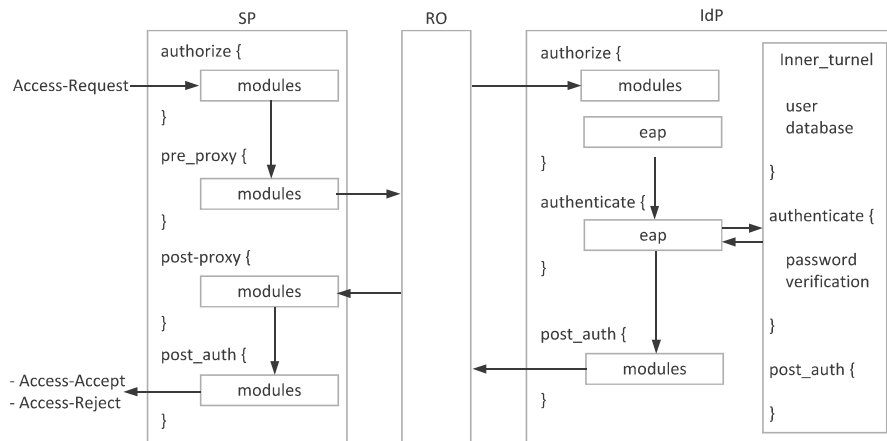 SP
RO
IdP
authorize {
Access-Request
modules
}
pre_proxy {
modules
}
post-proxy
modules
}
post_auth {
- Access-Accept
- Access-Reject
modules
}
authorize {
modules
eap
}
authenticate {
eap
}
post_auth {
modules
}
Inner_turnel
user
database
}
authenticate {
password
verification
}
post_auth {
}